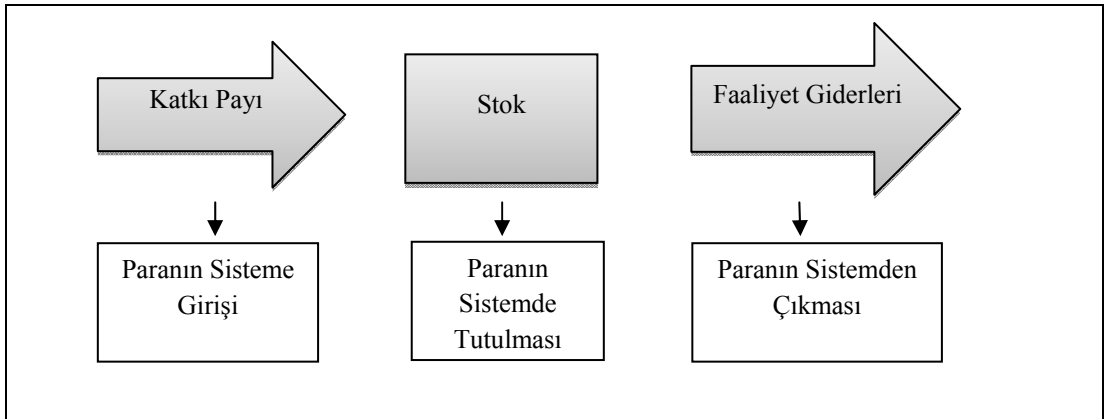 Katkı Payı
Stok
Faaliyet Giderleri
Paranın Sisteme
Girişi
Paranın
Sistemde
Tutulması
Paranın Sistemden
Çıkması